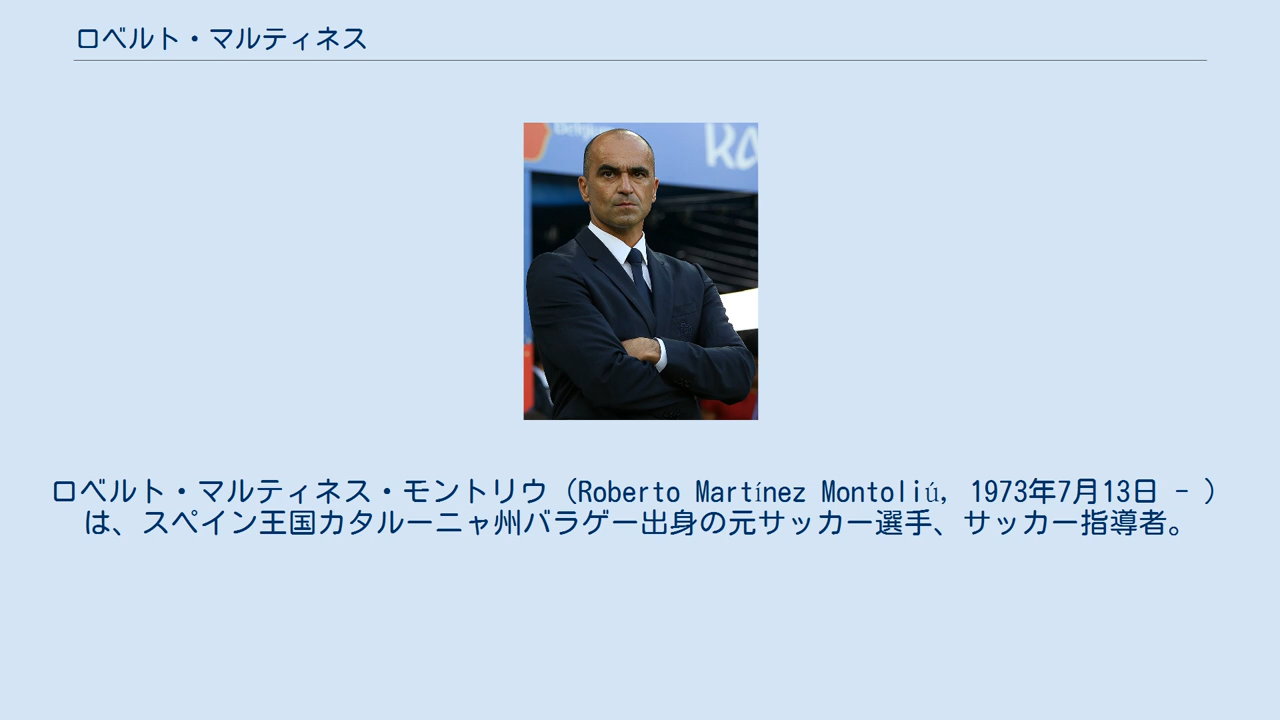 ロベルト・マルティネス
Belgiu
RA
ロベルト・マルティネス・モントリウ（Roberto Martínez Montoliú, 1973年7月13日 - ）
は、スペイン王国カタルーニャ州バラゲー出身の元サッカー選手、サッカー指導者。